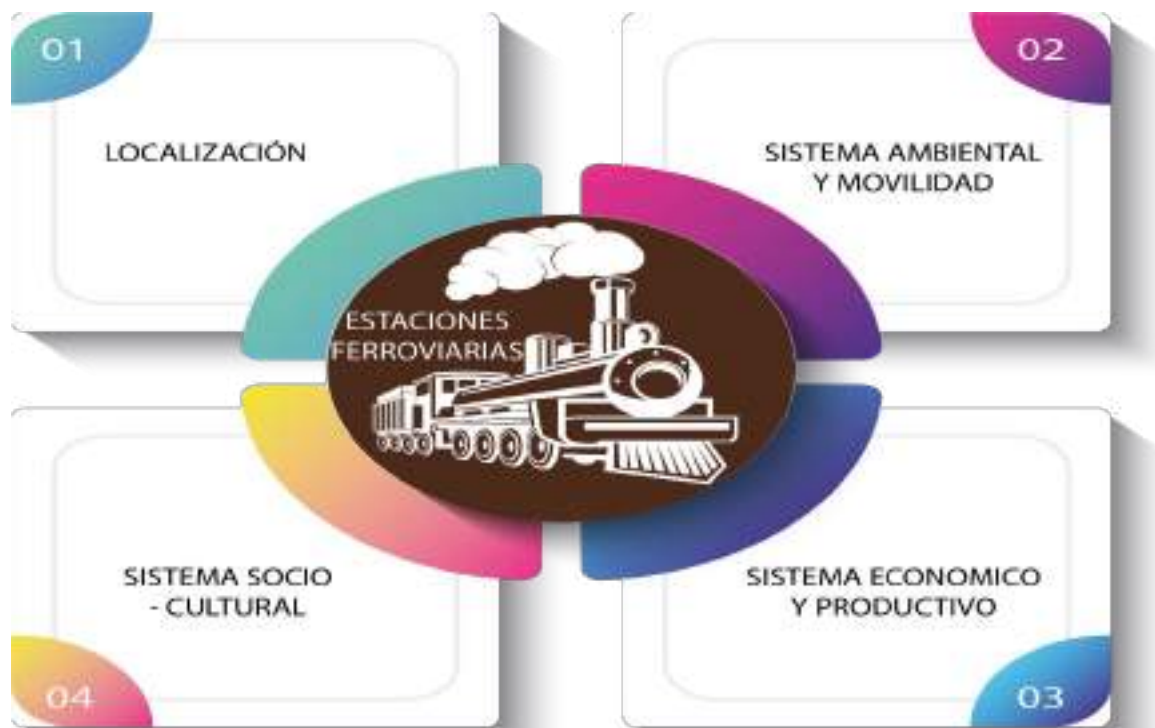 01
LOCALIZACIÓN
02
SISTEMA AMBIENTAL
Y MOVILIDAD
ESTACIONES
FERROVIARIAS
SISTEMA SOCIO
- CULTURAL
04
SISTEMA ECONOMICO
Y PRODUCTIVO
03